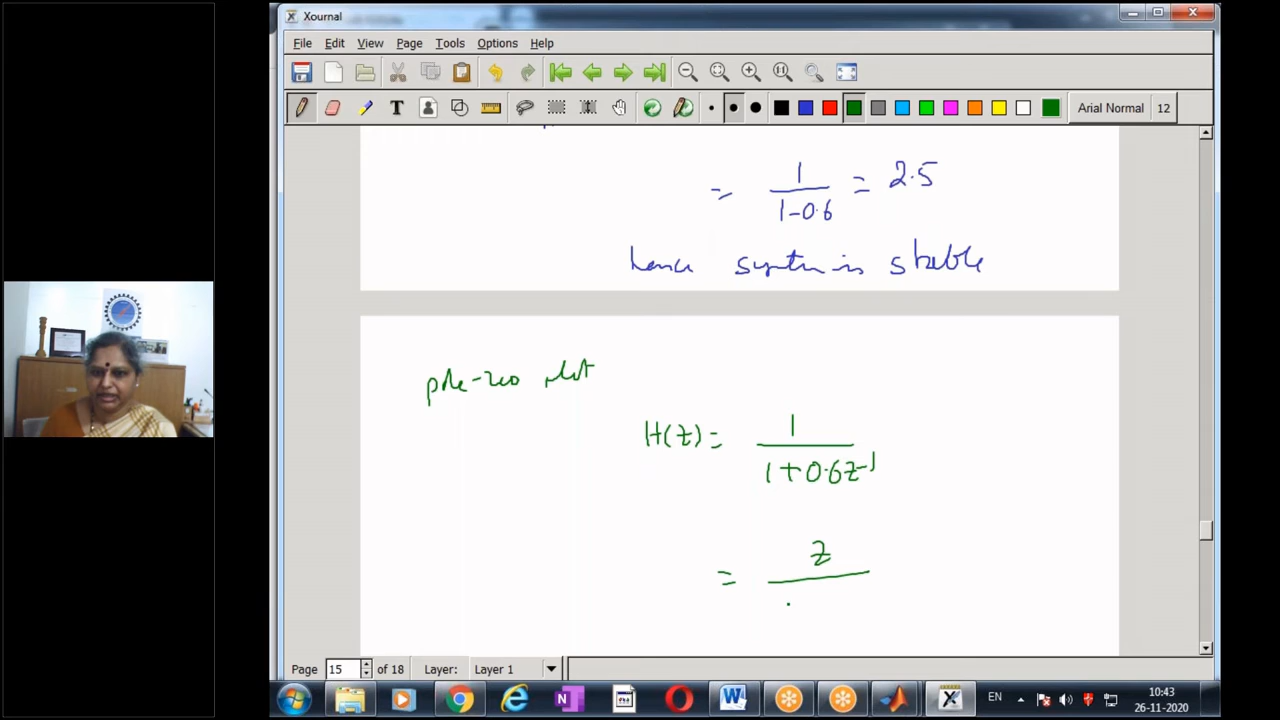 Xournal
File Edit View Page Tools Options Help
Arial Normal 12
= 1 / 1-0.6 = 2.5
hence system is stable
pole-zero plot
H(z) = 1 / 1+0.6z-1
= z
Page 15 of 18 Layer: Layer 1
EN 10:43
26-11-2020